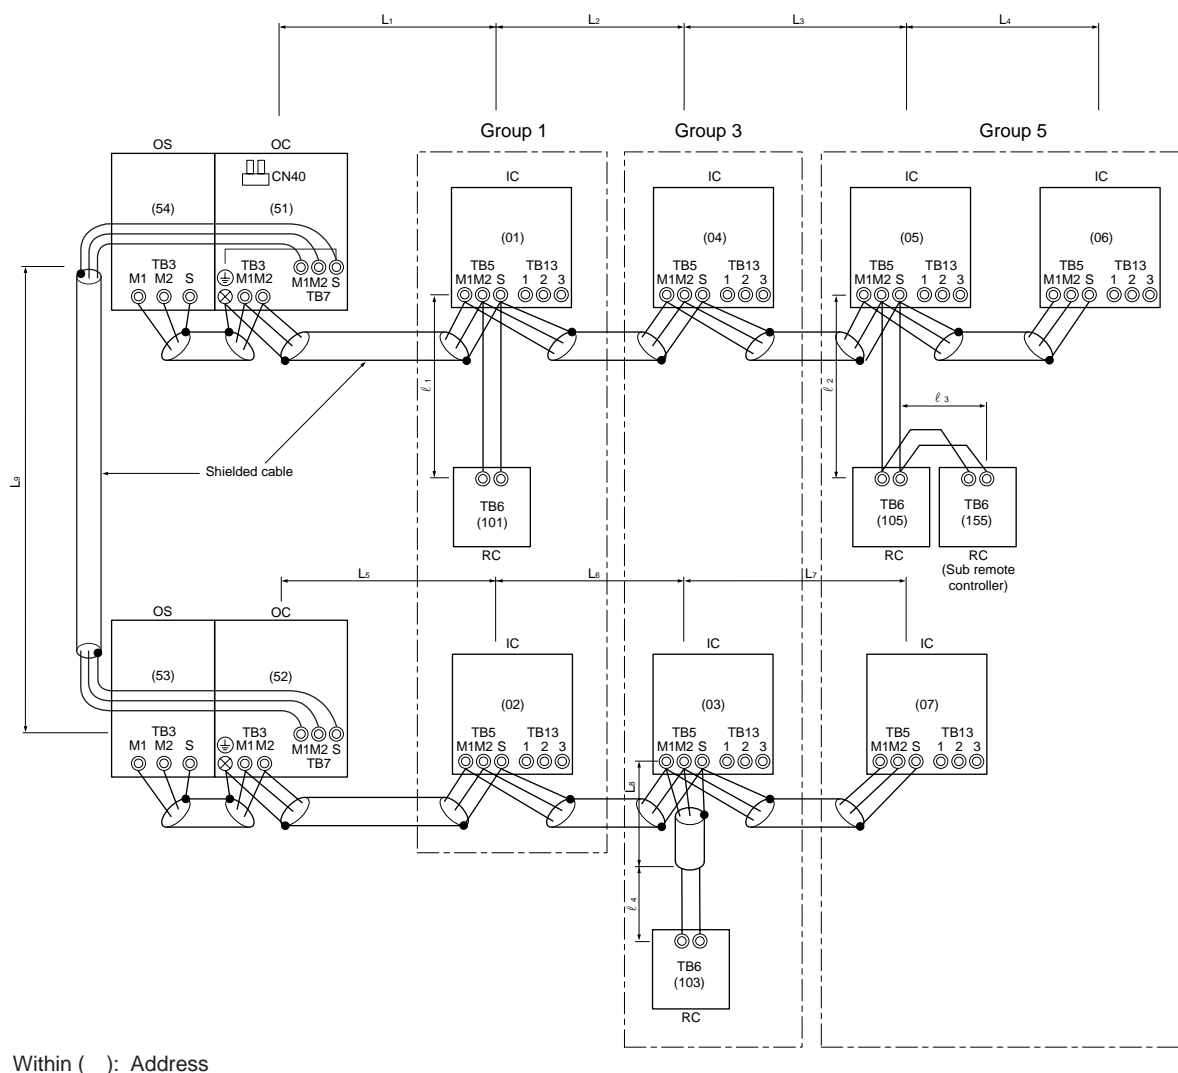 L1 L2 L3 L4
Group 1 Group 3 Group 5
OS OC
IC IC IC IC
CN40
(54) (51)
(01) (04) (05) (06)
TB3 TB3
M1 M2 S M1M2
M1M2 S
TB7
TB5 TB13
M1M2 S 1 2 3
TB5 TB13
M1M2 S 1 2 3
TB5 TB13
M1M2 S 1 2 3
TB5 TB13
M1M2 S 1 2 3
ℓ 1
ℓ 2
ℓ 3
Shielded cable
L9
TB6
(101)
RC
TB6
(105)
RC
TB6
(155)
RC
(Sub remote
controller)
L5 L6 L7
OS OC
IC IC IC
(53) (52)
(02) (03) (07)
TB3 TB3
M1 M2 S M1M2
M1M2 S
TB7
TB5 TB13
M1M2 S 1 2 3
TB5 TB13
M1M2 S 1 2 3
TB5 TB13
M1M2 S 1 2 3
L8
ℓ 4
TB6
(103)
RC
Within ( ): Address